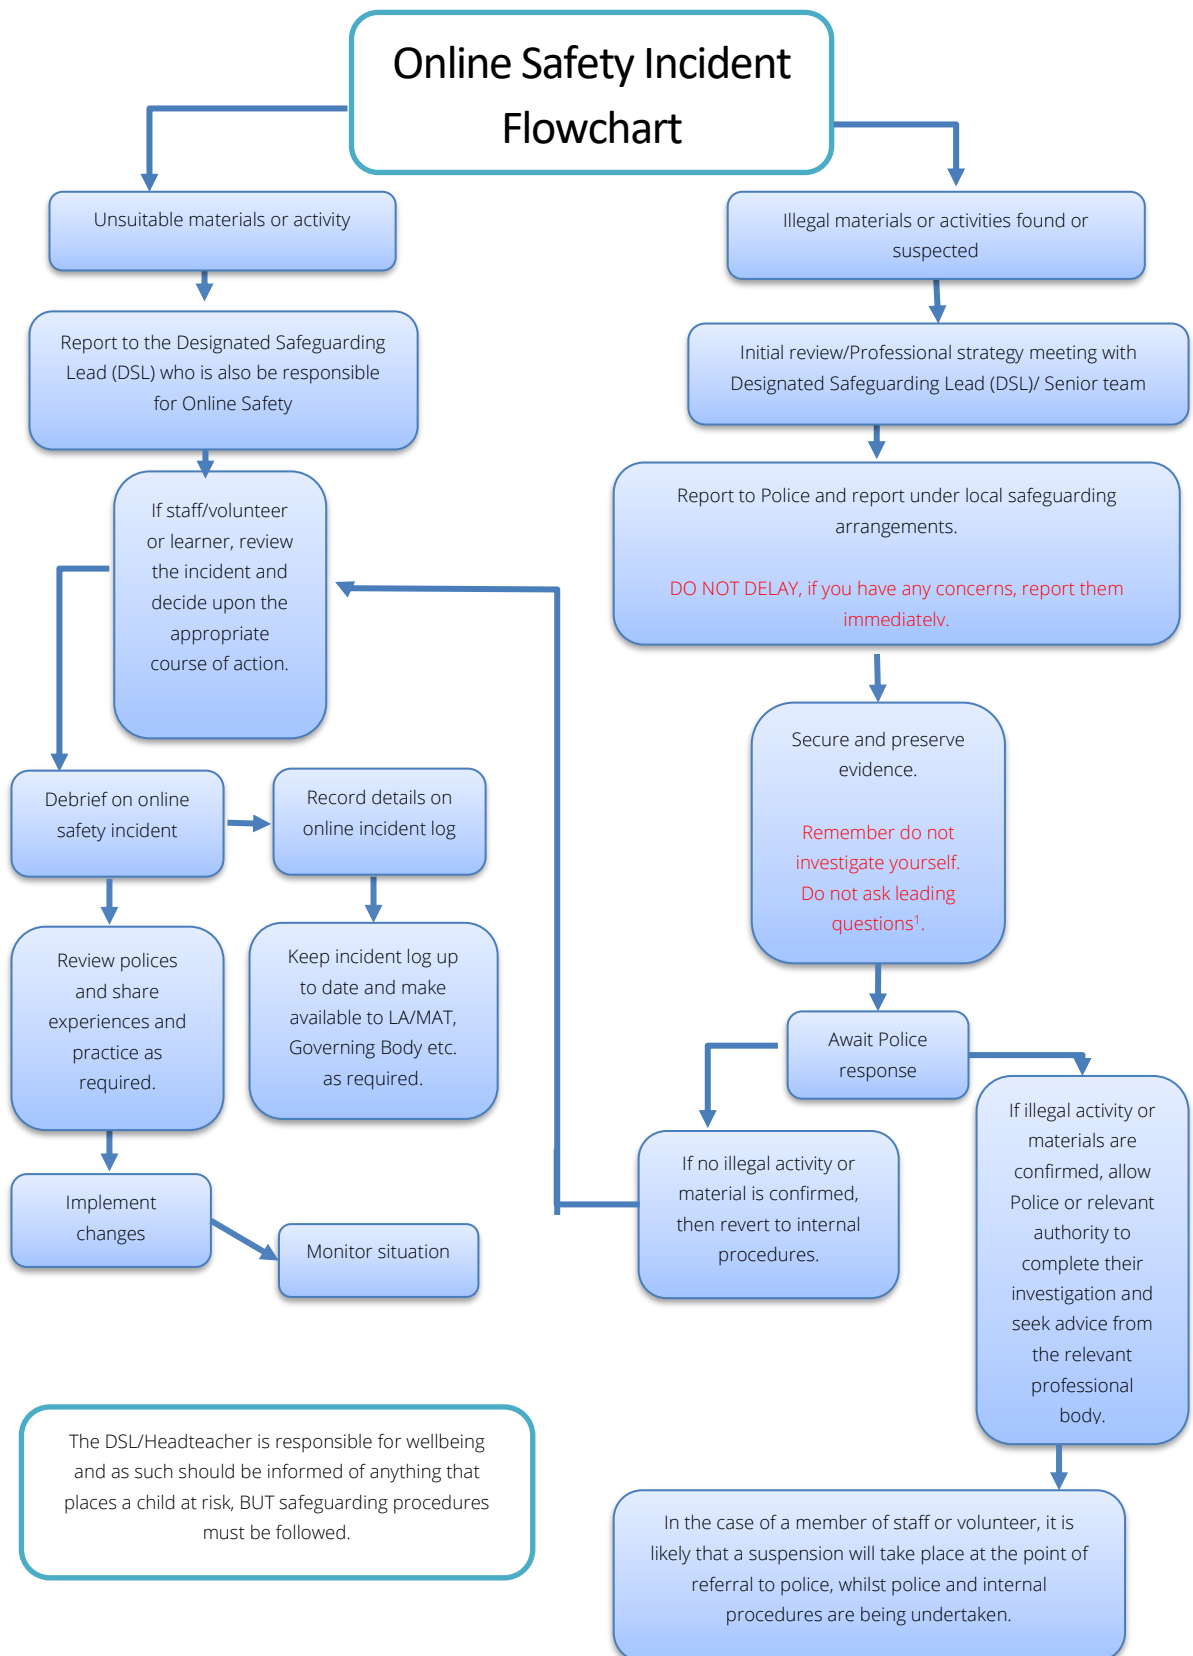 Online Safety Incident
Flowchart
Unsuitable materials or activity
Report to the Designated Safeguarding
Lead (DSL) who is also be responsible
for Online Safety
If staff/volunteer
or learner, review
the incident and
decide upon the
appropriate
course of action.
Debrief on online
safety incident
Record details on
online incident log
Review polices
and share
experiences and
practice as
required.
Keep incident log up
to date and make
available to LA/MAT,
Governing Body etc.
as required.
Implement
changes
Monitor situation
Illegal materials or activities found or
suspected
Initial review/Professional strategy meeting with
Designated Safeguarding Lead (DSL)/ Senior team
Report to Police and report under local safeguarding
arrangements.
DO NOT DELAY, if you have any concerns, report them
immediately.
Secure and preserve
evidence.
Remember do not
investigate yourself.
Do not ask leading
questions¹.
Await Police
response
If no illegal activity or
material is confirmed,
then revert to internal
procedures.
If illegal activity or
materials are
confirmed, allow
Police or relevant
authority to
complete their
investigation and
seek advice from
the relevant
professional
body.
In the case of a member of staff or volunteer, it is
likely that a suspension will take place at the point of
referral to police, whilst police and internal
procedures are being undertaken.
The DSL/Headteacher is responsible for wellbeing
and as such should be informed of anything that
places a child at risk, BUT safeguarding procedures
must be followed.